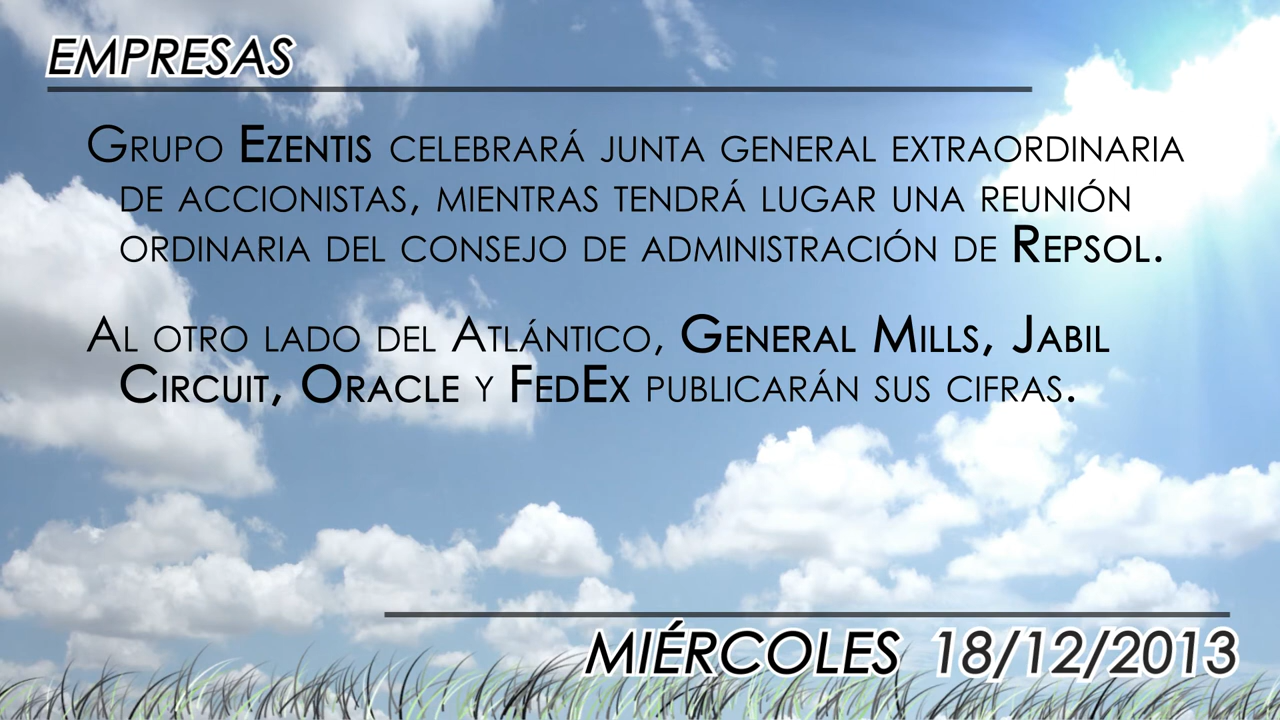 EMPRESAS
Grupo Ezentis celebrará junta general extraordinaria
de accionistas, mientras tendrá lugar una reunión
ordinaria del consejo de administración de Repsol.
Al otro lado del Atlántico, General Mills, Jabil
Circuit, Oracle y FedEx publicarán sus cifras.
MIÉRCOLES 18/12/2013